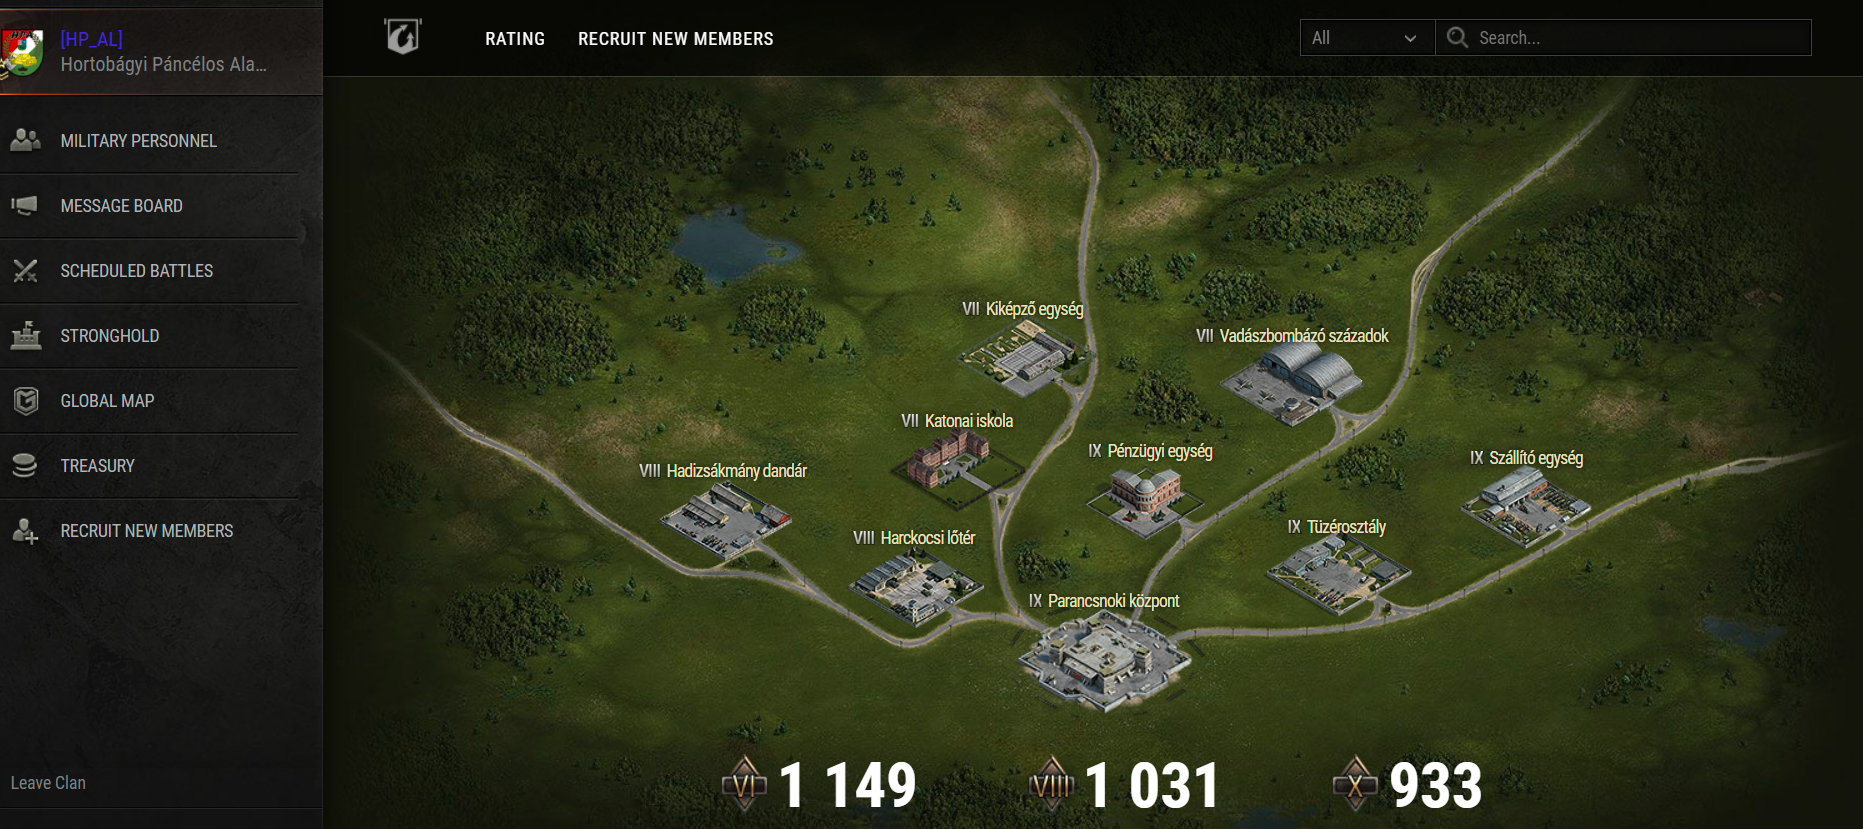 [HP_AL]
Hortobágyi Páncélos Ala...
MILITARY PERSONNEL
MESSAGE BOARD
SCHEDULED BATTLES
STRONGHOLD
GLOBAL MAP
TREASURY
RECRUIT NEW MEMBERS
Leave Clan
RATING
RECRUIT NEW MEMBERS
All
Search...
VII Kiképző egység
VII Vadászbombázó századok
VII Katonai iskola
IX Pénzügyi egység
VIII Hadizsákmány dandár
IX Szállító egység
IX Tüzérosztály
VIII Harckocsi lőtér
IX Parancsnoki központ
VI 1 149
VIII 1 031
X 933